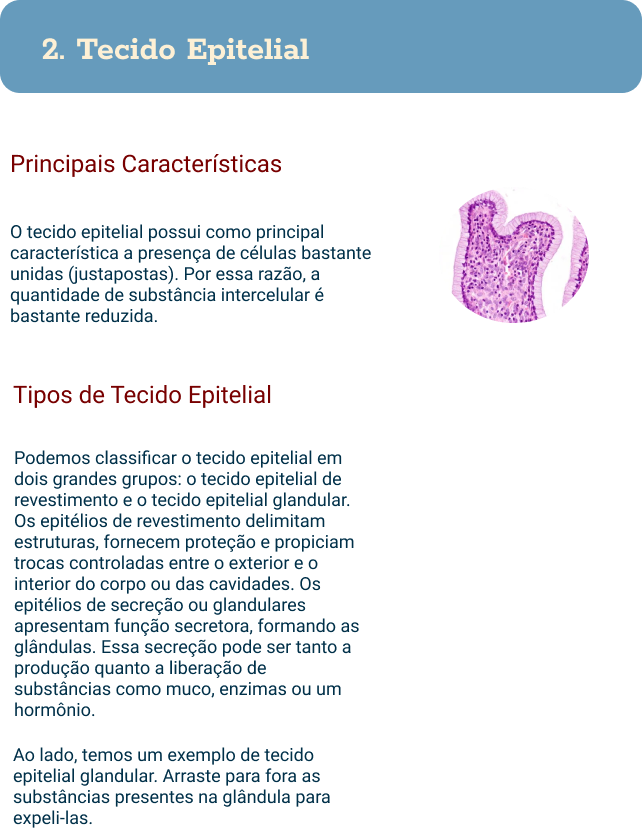 2. Tecido Epitelial
Principais Características
O tecido epitelial possui como principal
característica a presença de células bastante
unidas (justapostas). Por essa razão, a
quantidade de substância intercelular é
bastante reduzida.
Tipos de Tecido Epitelial
Podemos classificar o tecido epitelial em
dois grandes grupos: o tecido epitelial de
revestimento e o tecido epitelial glandular.
Os epitélios de revestimento delimitam
estruturas, fornecem proteção e propiciam
trocas controladas entre o exterior e o
interior do corpo ou das cavidades. Os
epitélios de secreção ou glandulares
apresentam função secretora, formando as
glândulas. Essa secreção pode ser tanto a
produção quanto a liberação de
substâncias como muco, enzimas ou um
hormônio.
Ao lado, temos um exemplo de tecido
epitelial glandular. Arraste para fora as
substâncias presentes na glândula para
expeli-las.